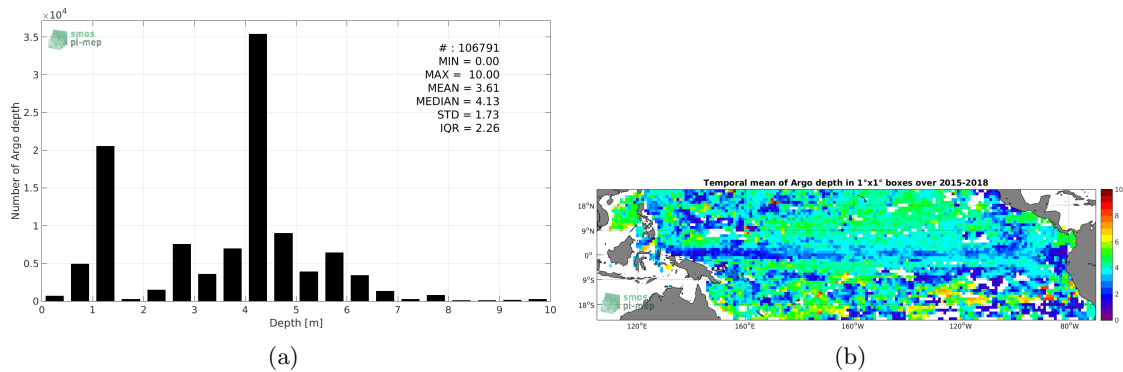 ×10⁴
smos
pi-mep
# : 106791
MIN = 0.00
MAX = 10.00
MEAN = 3.61
MEDIAN = 4.13
STD = 1.73
IQR = 2.26
3.5
3
2.5
2
1.5
1
0.5
0
Number of Argo depth
0 1 2 3 4 5 6 7 8 9 10
Depth [m]
(a)
Temporal mean of Argo depth in 1°x1° boxes over 2015-2018
18°N
9°N
0°
9°S
18°S
smos
pi-mep
120°E 160°E 160°W 120°W 80°W
10
8
6
4
2
0
(b)